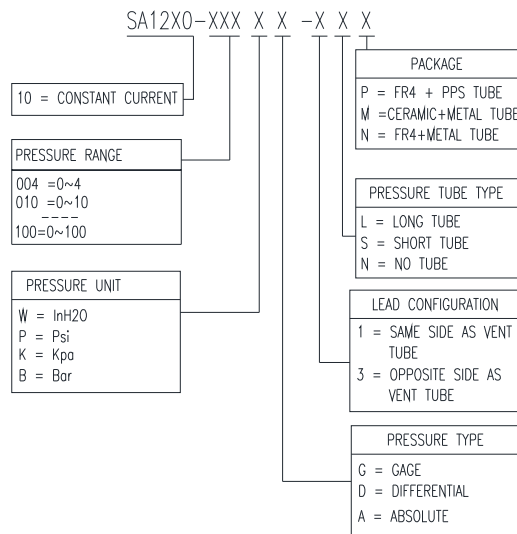 SA12X0-XXX X X -X X X
10 = CONSTANT CURRENT
PRESSURE RANGE
004 =0~4
010 =0~10
----
100=0~100
PRESSURE UNIT
W = InH2O
P = Psi
K = Kpa
B = Bar
PACKAGE
P = FR4 + PPS TUBE
M =CERAMIC+METAL TUBE
N = FR4+METAL TUBE
PRESSURE TUBE TYPE
L = LONG TUBE
S = SHORT TUBE
N = NO TUBE
LEAD CONFIGURATION
1 = SAME SIDE AS VENT
TUBE
3 = OPPOSITE SIDE AS
VENT TUBE
PRESSURE TYPE
G = GAGE
D = DIFFERENTIAL
A = ABSOLUTE